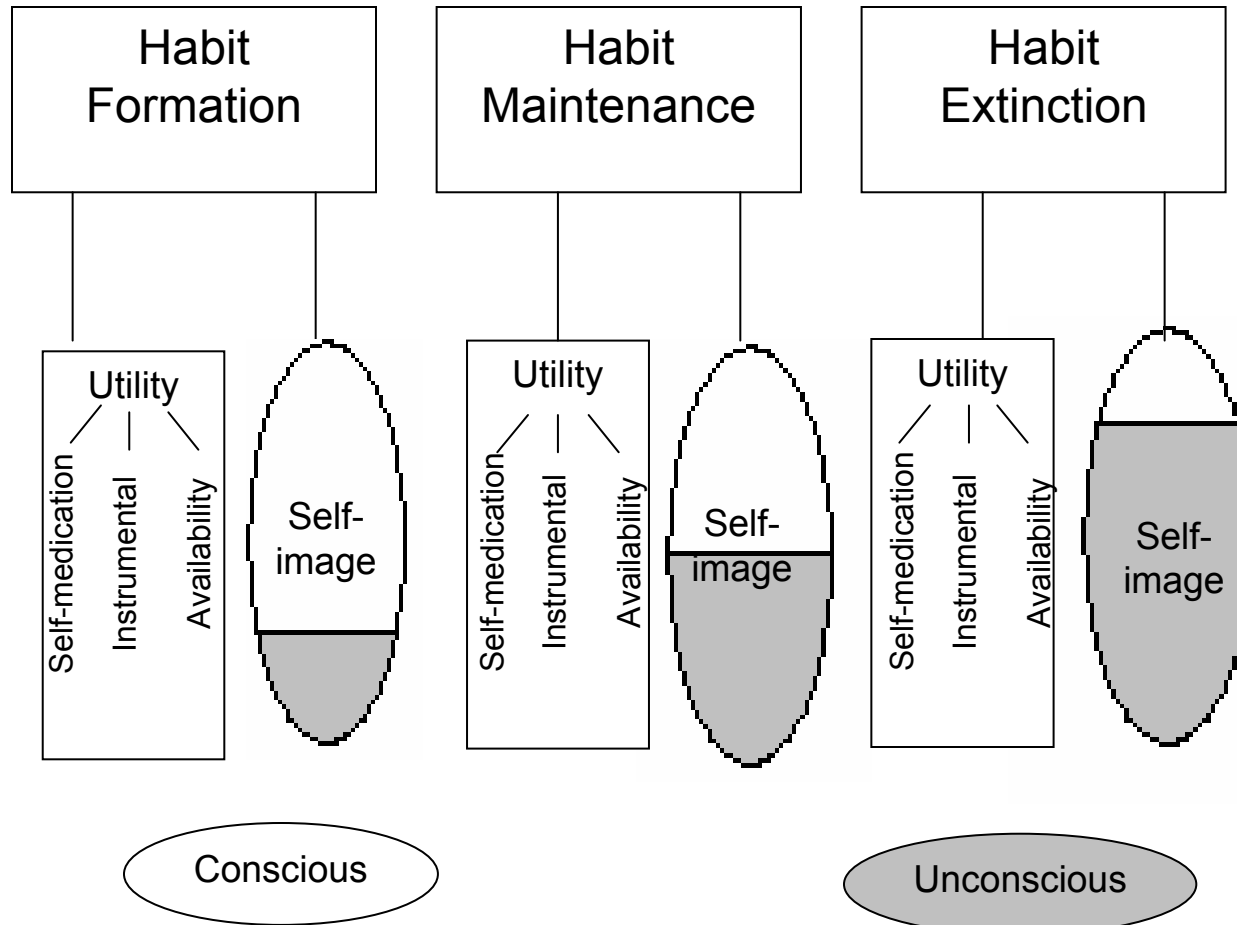 Habit
Formation
Habit
Maintenance
Habit
Extinction
Utility
Self-medication
Instrumental
Availability
Self-
image
Utility
Self-medication
Instrumental
Availability
Self-
image
Utility
Self-medication
Instrumental
Availability
Self-
image
Conscious
Unconscious